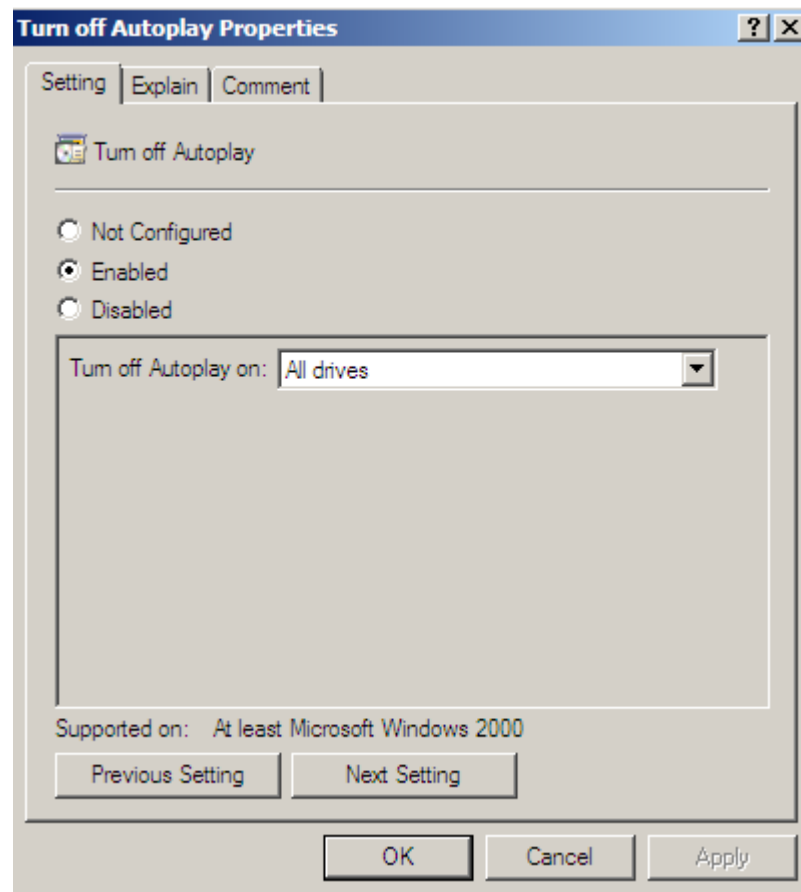 Turn off Autoplay Properties
Setting Explain Comment
Turn off Autoplay
Not Configured
Enabled
Disabled
Turn off Autoplay on: All drives
Supported on: At least Microsoft Windows 2000
Previous Setting Next Setting
OK Cancel Apply